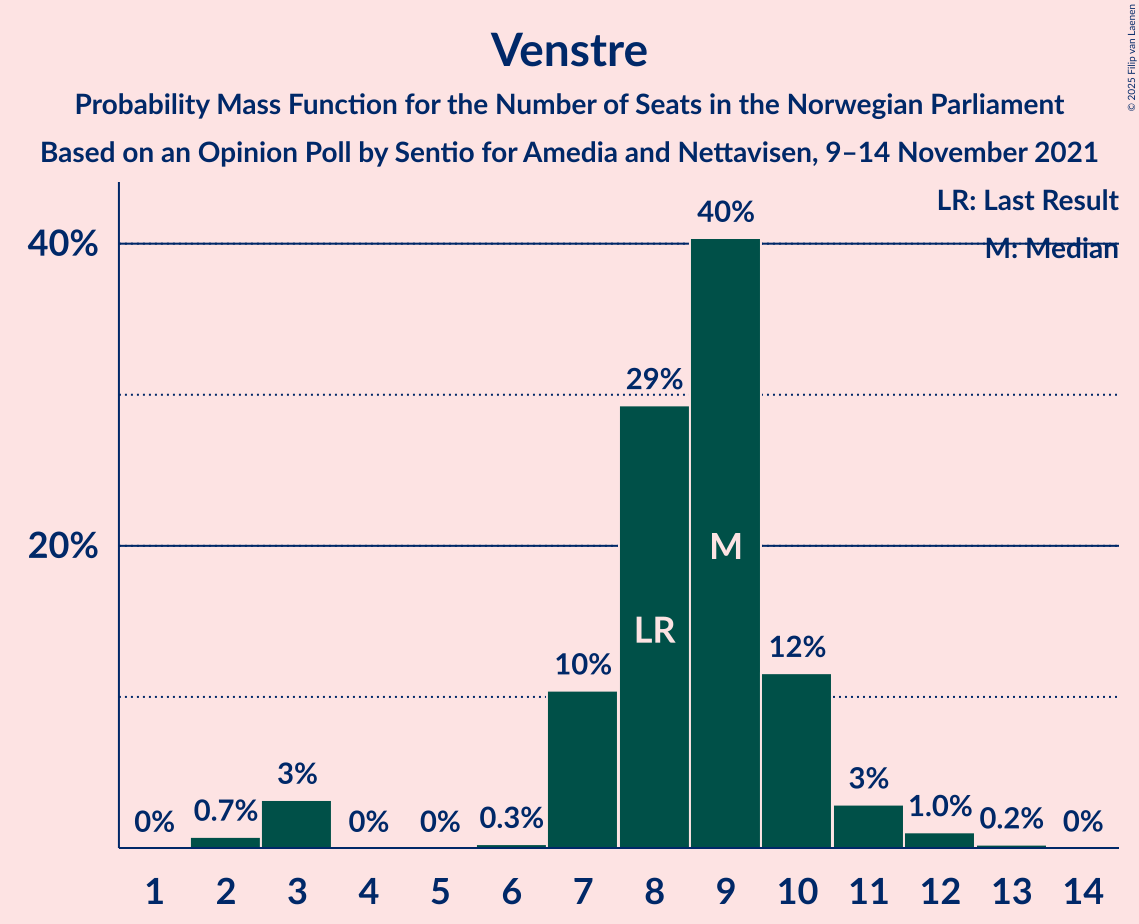 Venstre
Probability Mass Function for the Number of Seats in the Norwegian Parliament
Based on an Opinion Poll by Sentio for Amedia and Nettavisen, 9–14 November 2021
© 2025 Filip van Laenen
LR: Last Result
M: Median
40%
20%
0%
0.7%
3%
0%
0%
0.3%
10%
29%
40%
12%
3%
1.0%
0.2%
0%
LR
M
1 2 3 4 5 6 7 8 9 10 11 12 13 14